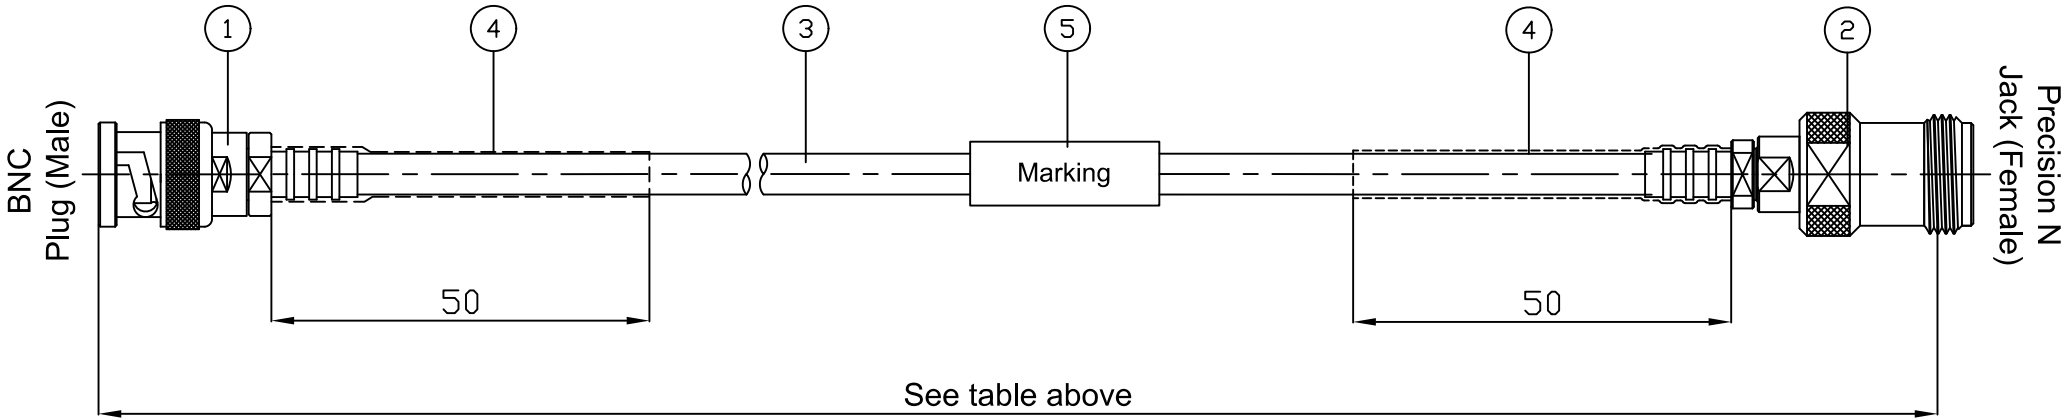 1
4
3
5
4
2
BNC
Plug (Male)
Marking
Precision N
Jack (Female)
50
50
See table above